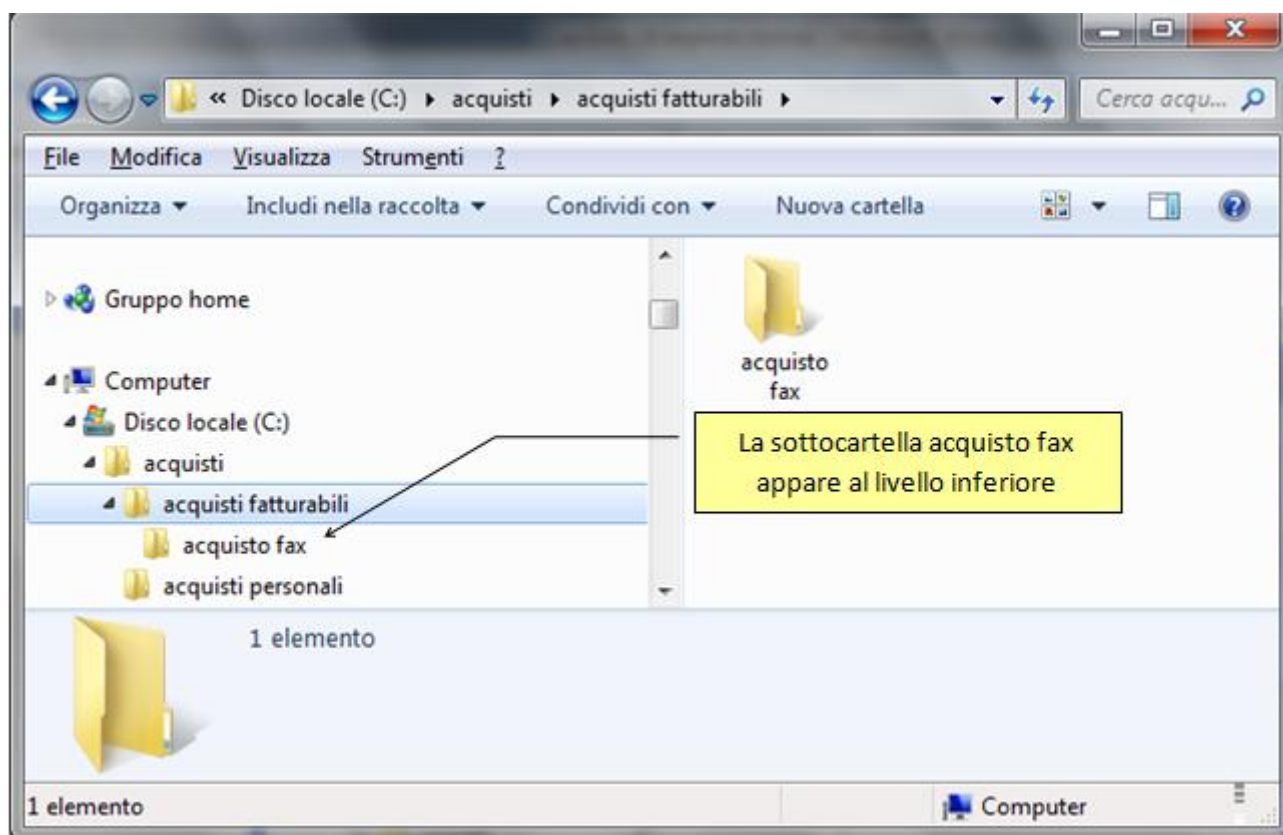 « Disco locale (C:) acquisti acquisti fatturabili
Cerca acqu...
File Modifica Visualizza Strumenti ?
Organizza Includi nella raccolta Condividi con Nuova cartella
Gruppo home
Computer
Disco locale (C:)
acquisti
acquisti fatturabili
acquisto fax
acquisti personali
acquisto
fax
La sottocartella acquisto fax
appare al livello inferiore
1 elemento
1 elemento
Computer